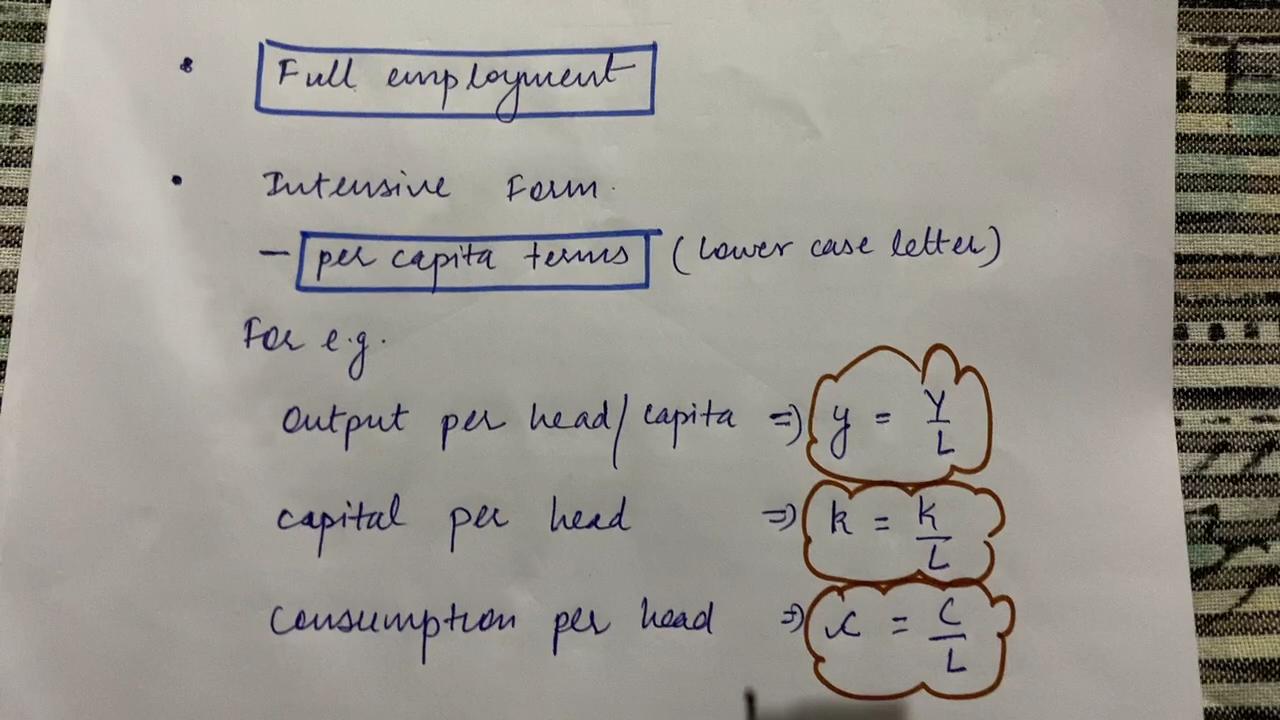 • Full employment
• Intensive Form.
- per capita terms (lower case letter)
For e.g.
Output per head/capita ⇒ y = Y/L
capital per head ⇒ k = K/L
Consumption per head ⇒ c = C/L